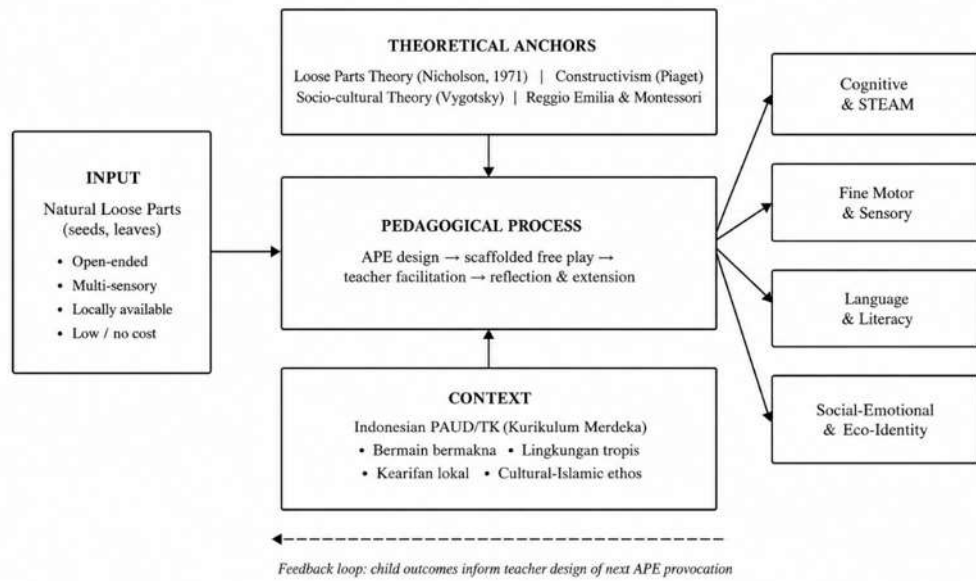 THEORETICAL ANCHORS
Loose Parts Theory (Nicholson, 1971) | Constructivism (Piaget)
Socio-cultural Theory (Vygotsky) | Reggio Emilia & Montessori
INPUT
Natural Loose Parts
(seeds, leaves)
• Open-ended
• Multi-sensory
• Locally available
• Low / no cost
PEDAGOGICAL PROCESS
APE design → scaffolded free play →
teacher facilitation → reflection & extension
CONTEXT
Indonesian PAUD/TK (Kurikulum Merdeka)
• Bermain bermakna • Lingkungan tropis
• Kearifan lokal • Cultural-Islamic ethos
Cognitive
& STEAM
Fine Motor
& Sensory
Language
& Literacy
Social-Emotional
& Eco-Identity
Feedback loop: child outcomes inform teacher design of next APE provocation